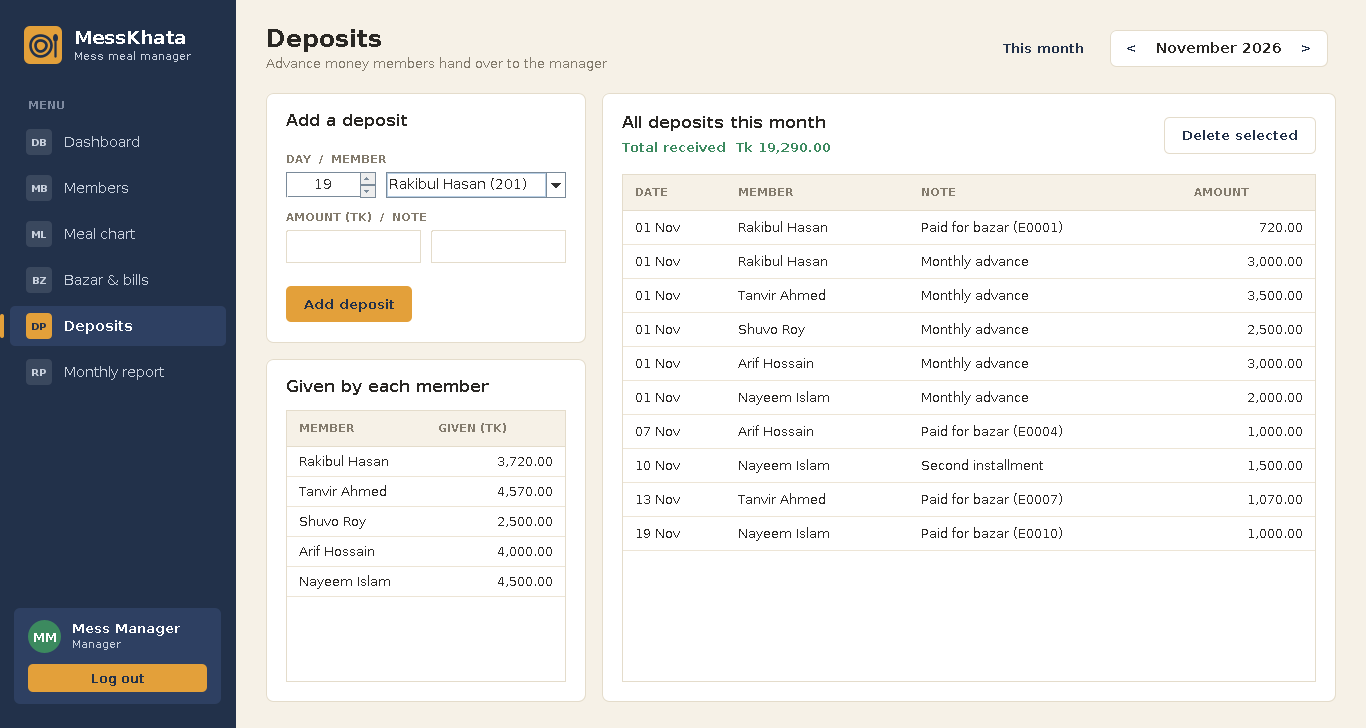 MessKhata
Mess meal manager
MENU
DB Dashboard
MB Members
ML Meal chart
BZ Bazar & bills
DP Deposits
RP Monthly report
MM Mess Manager
Manager
Log out
Deposits
Advance money members hand over to the manager
This month < November 2026 >
Add a deposit
DAY / MEMBER
19 Rakibul Hasan (201)
AMOUNT (TK) / NOTE
Add deposit
Given by each member
MEMBER GIVEN (TK)
Rakibul Hasan 3,720.00
Tanvir Ahmed 4,570.00
Shuvo Roy 2,500.00
Arif Hossain 4,000.00
Nayeem Islam 4,500.00
All deposits this month
Total received Tk 19,290.00
Delete selected
DATE MEMBER NOTE AMOUNT
01 Nov Rakibul Hasan Paid for bazar (E0001) 720.00
01 Nov Rakibul Hasan Monthly advance 3,000.00
01 Nov Tanvir Ahmed Monthly advance 3,500.00
01 Nov Shuvo Roy Monthly advance 2,500.00
01 Nov Arif Hossain Monthly advance 3,000.00
01 Nov Nayeem Islam Monthly advance 2,000.00
07 Nov Arif Hossain Paid for bazar (E0004) 1,000.00
10 Nov Nayeem Islam Second installment 1,500.00
13 Nov Tanvir Ahmed Paid for bazar (E0007) 1,070.00
19 Nov Nayeem Islam Paid for bazar (E0010) 1,000.00